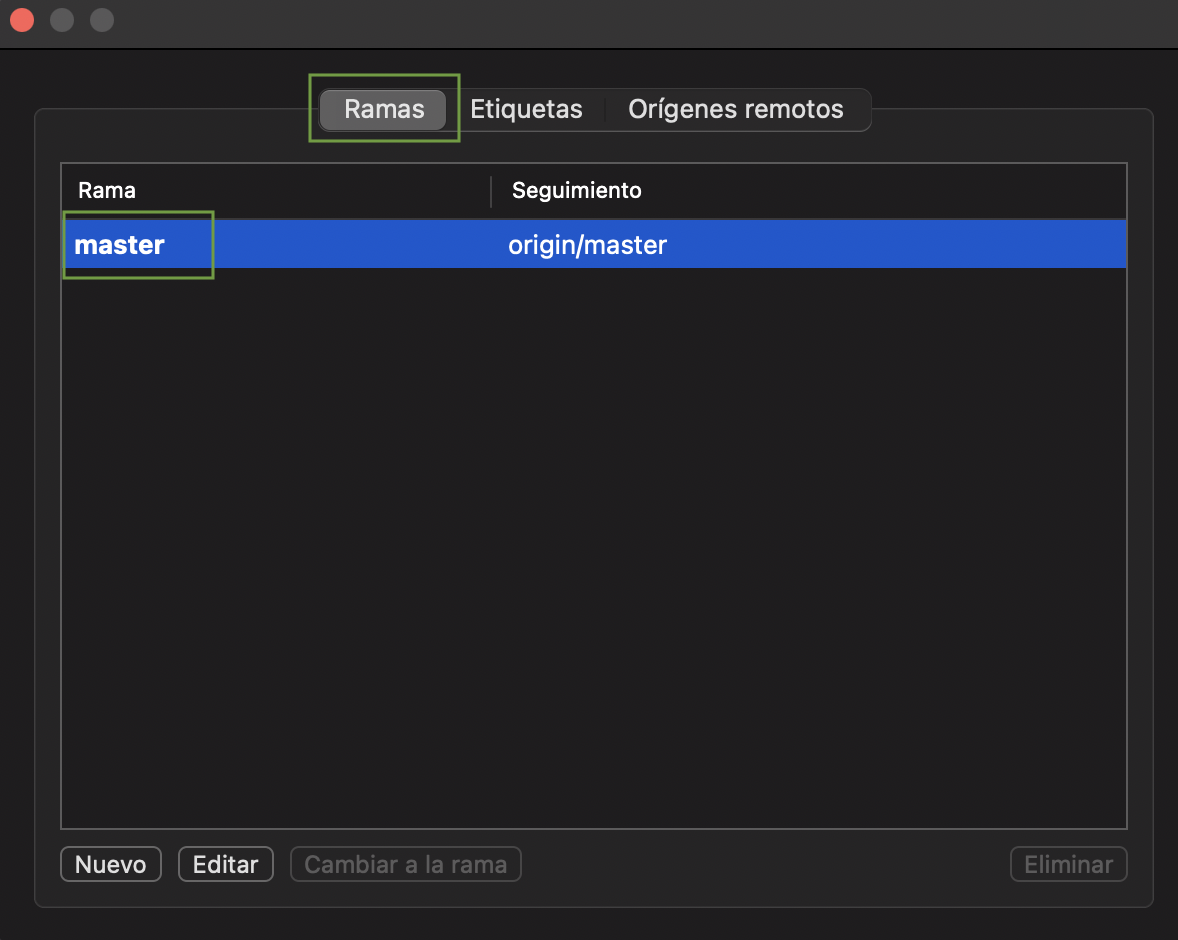 Ramas Etiquetas Orígenes remotos
Rama Seguimiento
master origin/master
Nuevo Editar Cambiar a la rama Eliminar